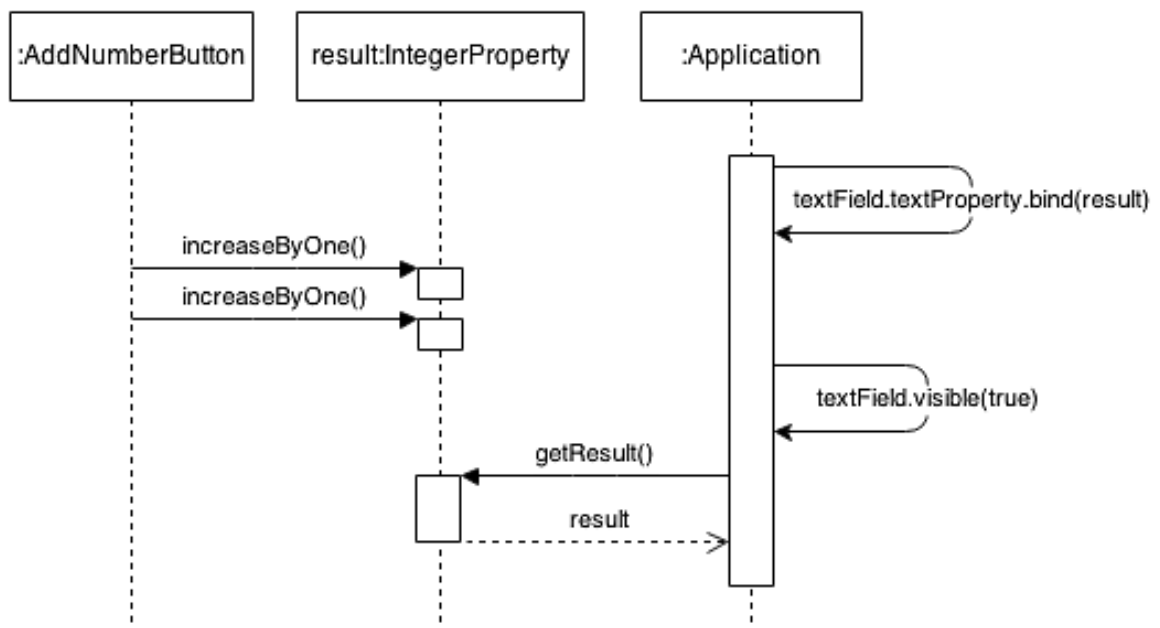 :AddNumberButton
result:IntegerProperty
:Application
textField.textProperty.bind(result)
increaseByOne()
increaseByOne()
textField.visible(true)
getResult()
result